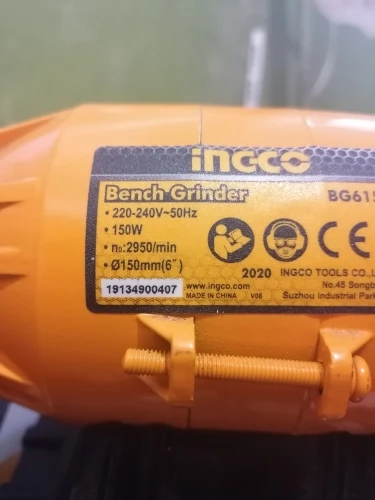 INGCO
Bench Grinder BG615
• 220-240V~50Hz
• 150W
• n₀:2950/min
• Ø150mm(6")
19134900407
CE
2020 INGCO TOOLS CO.,L
www.ingco.com No.45 Songb
MADE IN CHINA V08 Suzhou Industrial Park